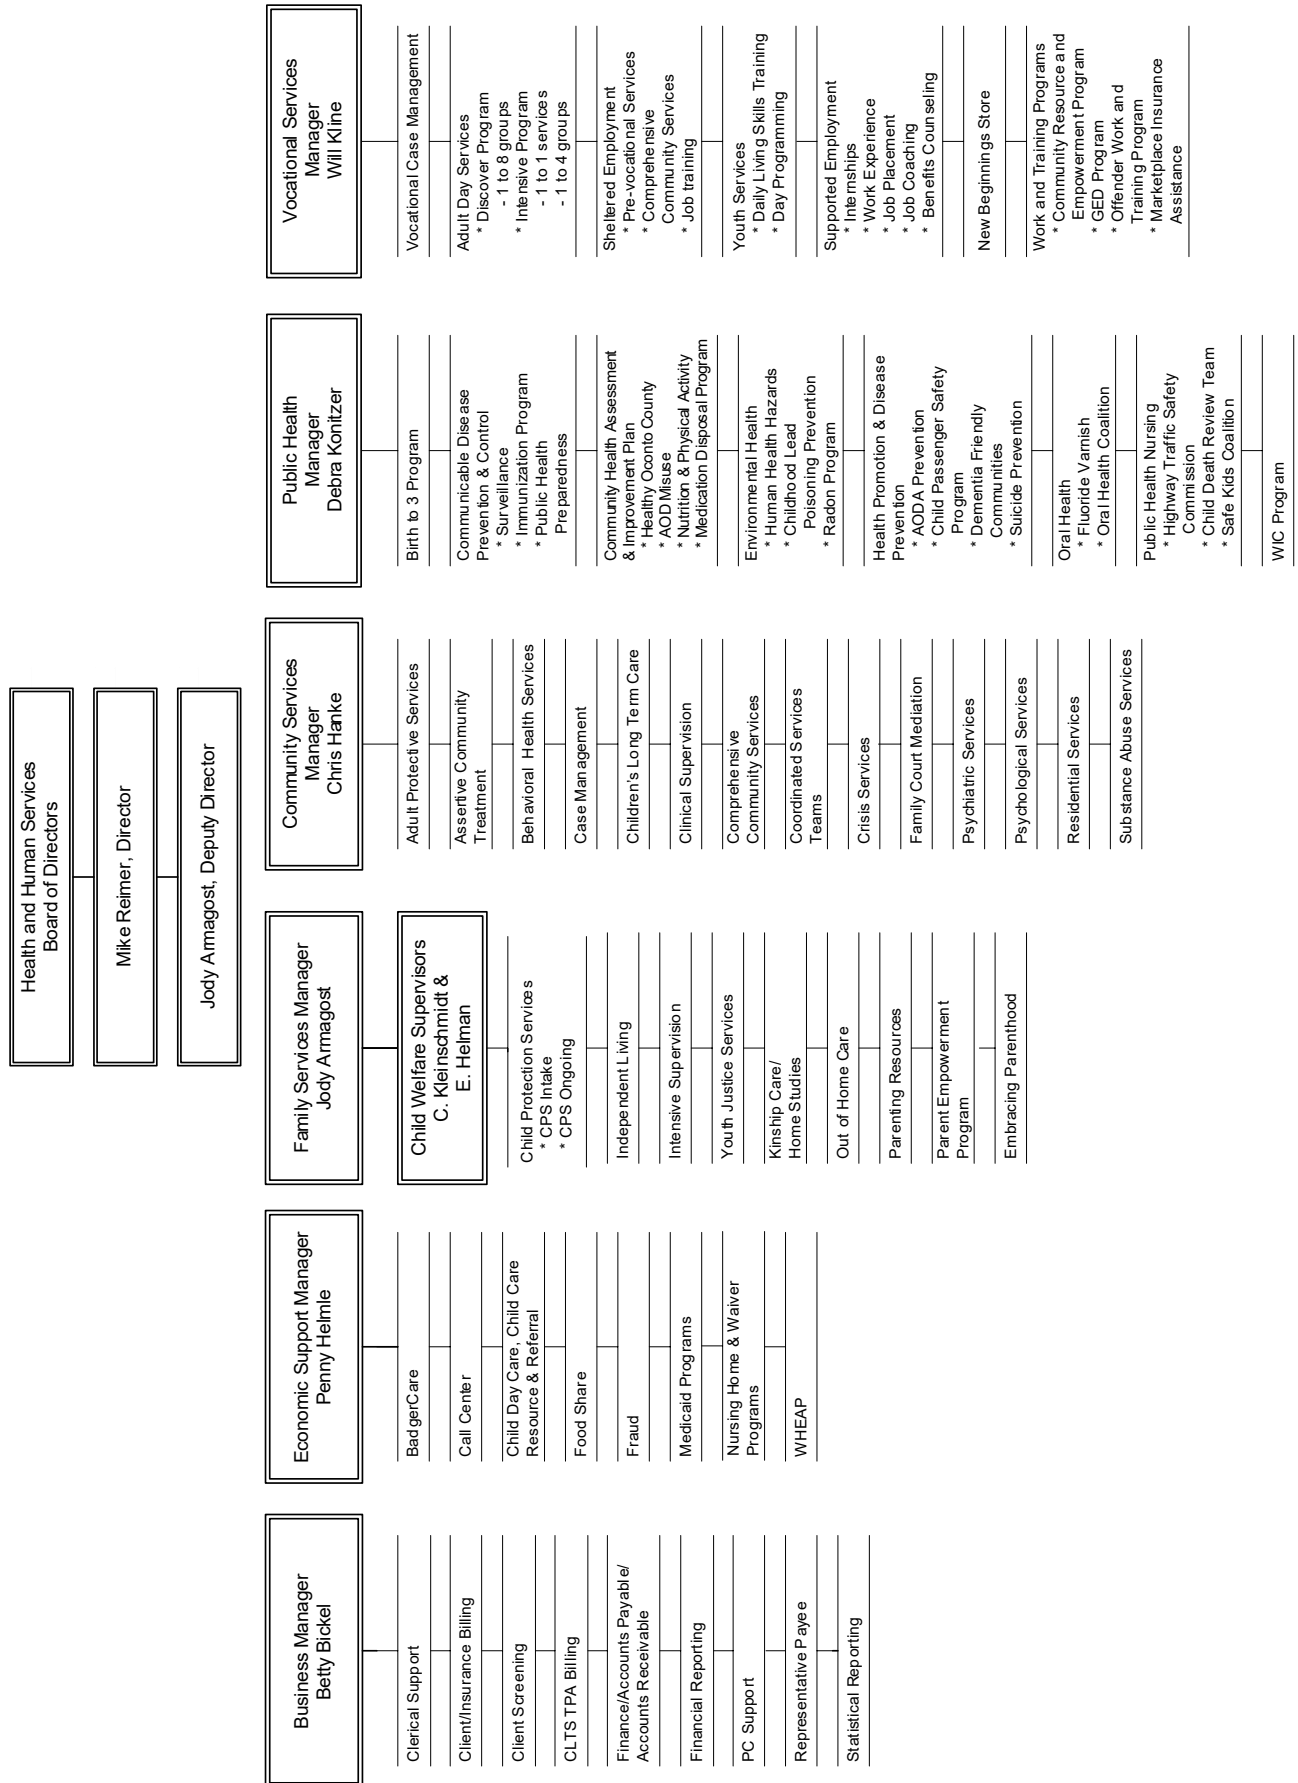 Health and Human Services
Board of Directors
Mike Reimer, Director
Jody Armagost, Deputy Director
Business Manager
Betty Bickel
Clerical Support
Client/Insurance Billing
Client Screening
CLTS TPA Billing
Finance/Accounts Payable/
Accounts Receivable
Financial Reporting
PC Support
Representative Payee
Statistical Reporting
Economic Support Manager
Penny Helmle
BadgerCare
Call Center
Child Day Care, Child Care
Resource & Referral
Food Share
Fraud
Medicaid Programs
Nursing Home & Waiver
Programs
WHEAP
Family Services Manager
Jody Armagost
Child Welfare Supervisors
C. Kleinschmidt &
E. Helman
Child Protection Services
* CPS Intake
* CPS Ongoing
Independent Living
Intensive Supervision
Youth Justice Services
Kinship Care/
Home Studies
Out of Home Care
Parenting Resources
Parent Empowerment
Program
Embracing Parenthood
Community Services
Manager
Chris Hanke
Adult Protective Services
Assertive Community
Treatment
Behavioral Health Services
Case Management
Children's Long Term Care
Clinical Supervision
Comprehensive
Community Services
Coordinated Services
Teams
Crisis Services
Family Court Mediation
Psychiatric Services
Psychological Services
Residential Services
Substance Abuse Services
Public Health
Manager
Debra Konitzer
Birth to 3 Program
Communicable Disease
Prevention & Control
* Surveillance
* Immunization Program
* Public Health
Preparedness
Community Health Assessment
& Improvement Plan
* Healthy Oconto County
* AOD Misuse
* Nutrition & Physical Activity
* Medication Disposal Program
Environmental Health
* Human Health Hazards
* Childhood Lead
Poisoning Prevention
* Radon Program
Health Promotion & Disease
Prevention
* AODA Prevention
* Child Passenger Safety
Program
* Dementia Friendly
Communities
* Suicide Prevention
Oral Health
* Fluoride Varnish
* Oral Health Coalition
Public Health Nursing
* Highway Traffic Safety
Commission
* Child Death Review Team
* Safe Kids Coalition
WIC Program
Vocational Services
Manager
Will Kline
Vocational Case Management
Adult Day Services
* Discover Program
- 1 to 8 groups
* Intensive Program
- 1 to 1 services
- 1 to 4 groups
Sheltered Employment
* Pre-vocational Services
* Comprehensive
Community Services
* Job training
Youth Services
* Daily Living Skills Training
* Day Programming
Supported Employment
* Internships
* Work Experience
* Job Placement
* Job Coaching
* Benefits Counseling
New Beginnings Store
Work and Training Programs
* Community Resource and
Empowerment Program
* GED Program
* Offender Work and
Training Program
* Marketplace Insurance
Assistance